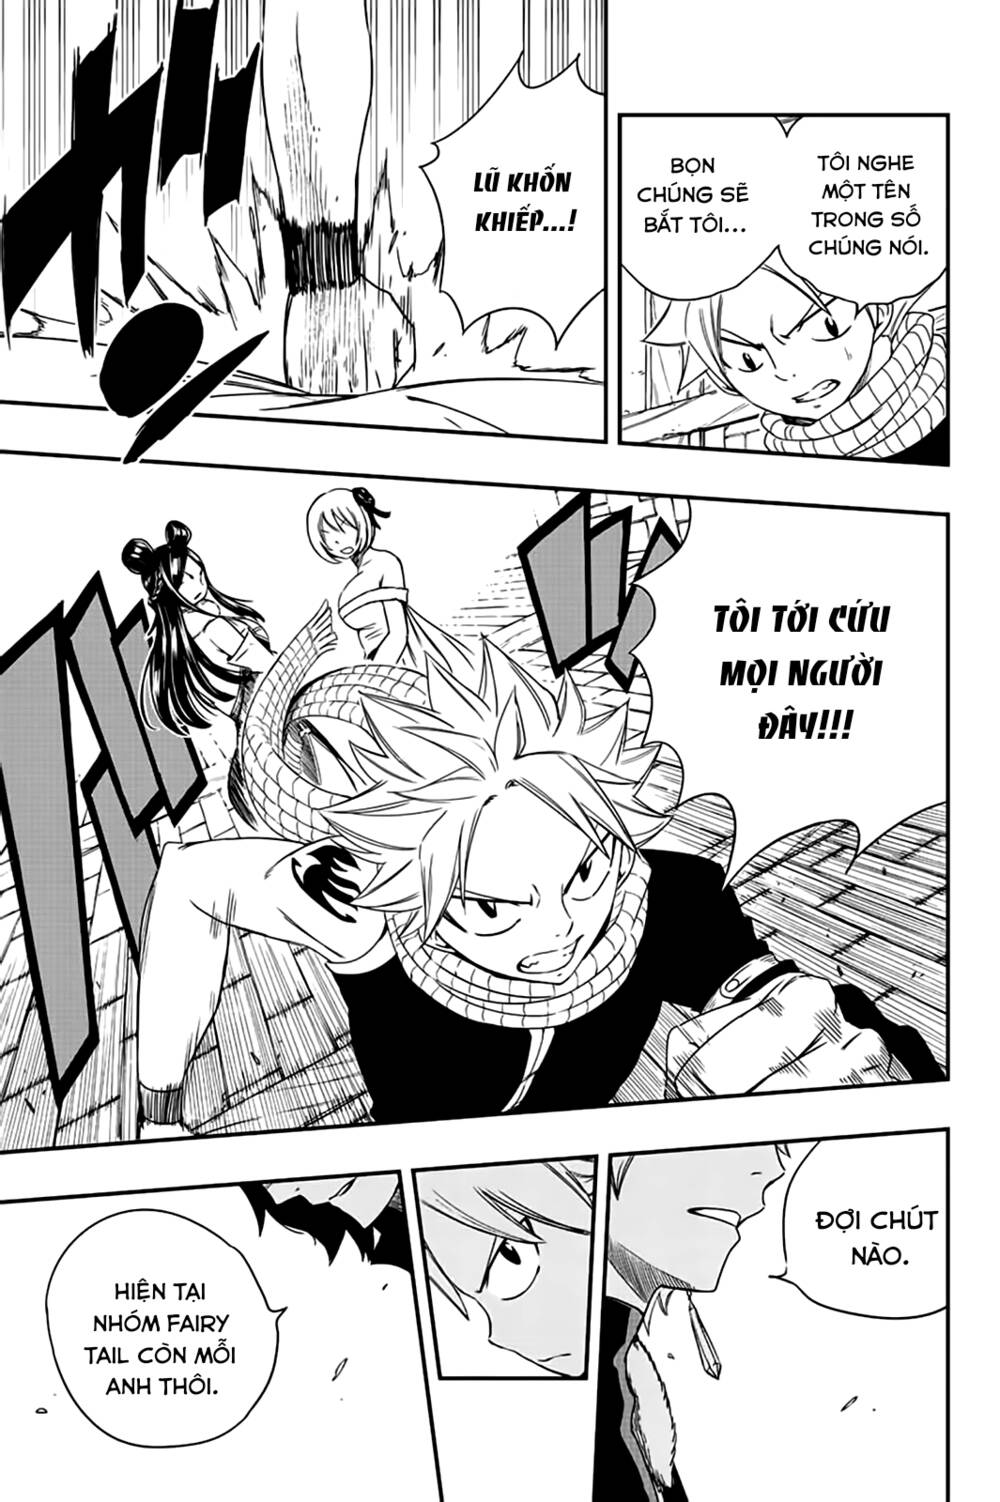 TÔI NGHE
MỘT TÊN
TRONG SỐ
CHÚNG NÓI.
BỌN
CHÚNG SẼ
BẮT TÔI...
LŨ KHỐN
KHIẾP...!
TÔI TỚI CỨU
MỌI NGƯỜI
ĐÂY!!!
ĐỢI CHÚT
NÀO.
HIỆN TẠI
NHÓM FAIRY
TAIL CÒN MỖI
ANH THÔI.